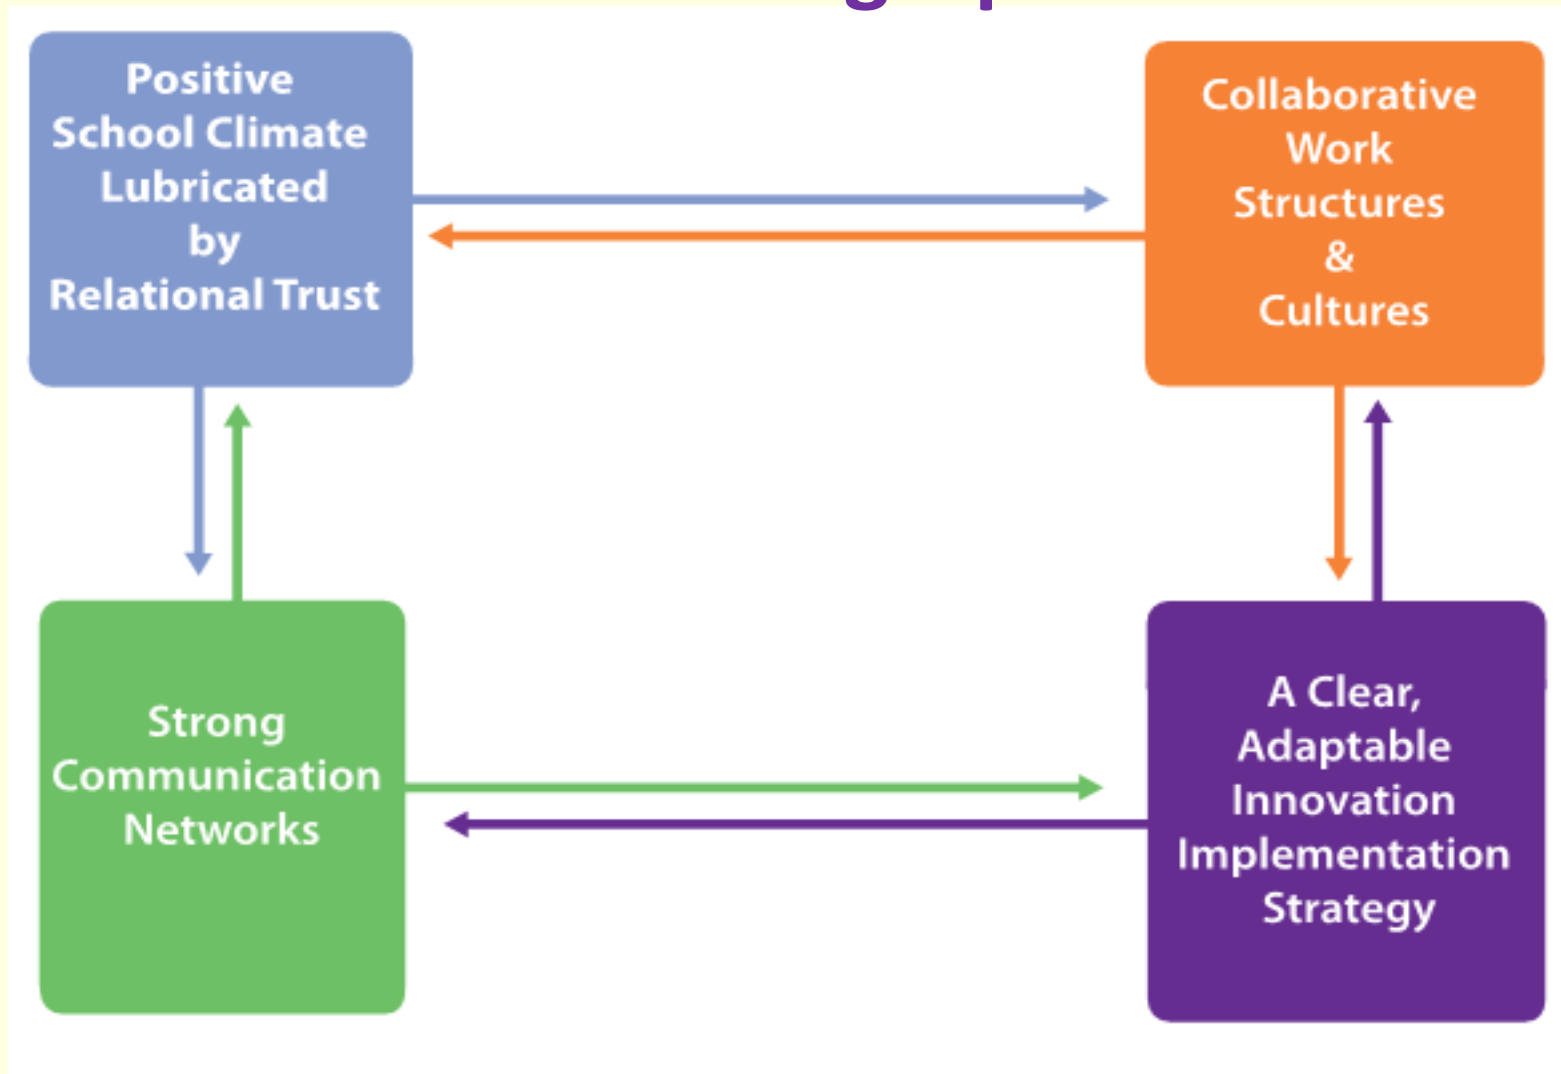 Positive
School Climate
Lubricated
by
Relational Trust
Collaborative
Work
Structures
&
Cultures
Strong
Communication
Networks
A Clear,
Adaptable
Innovation
Implementation
Strategy